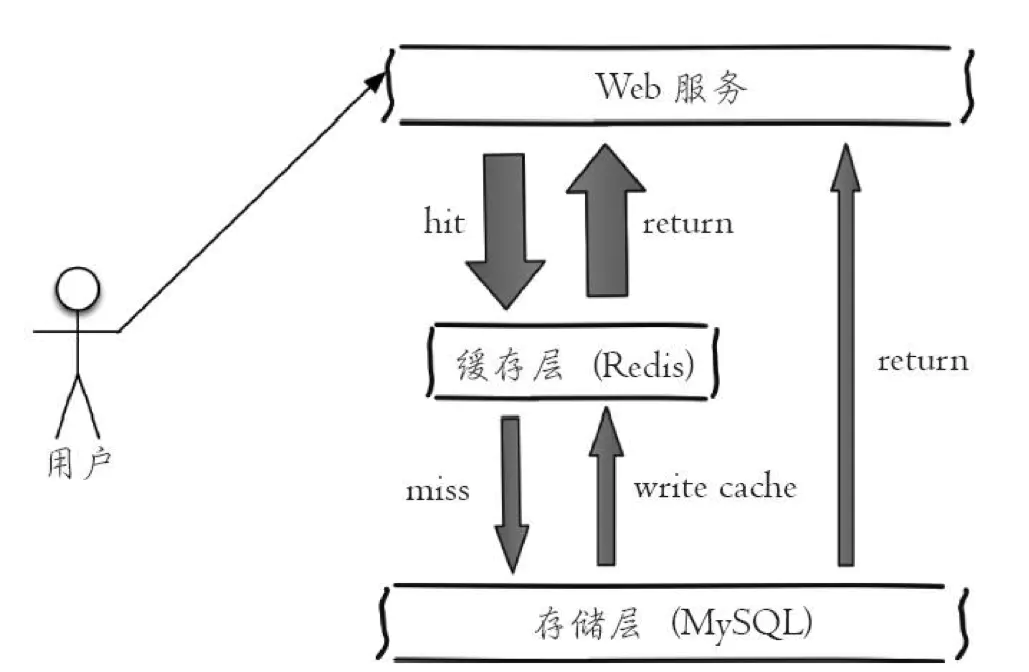 Web 服务
hit
return
用户
缓存层 (Redis)
return
miss
write cache
存储层 (MySQL)